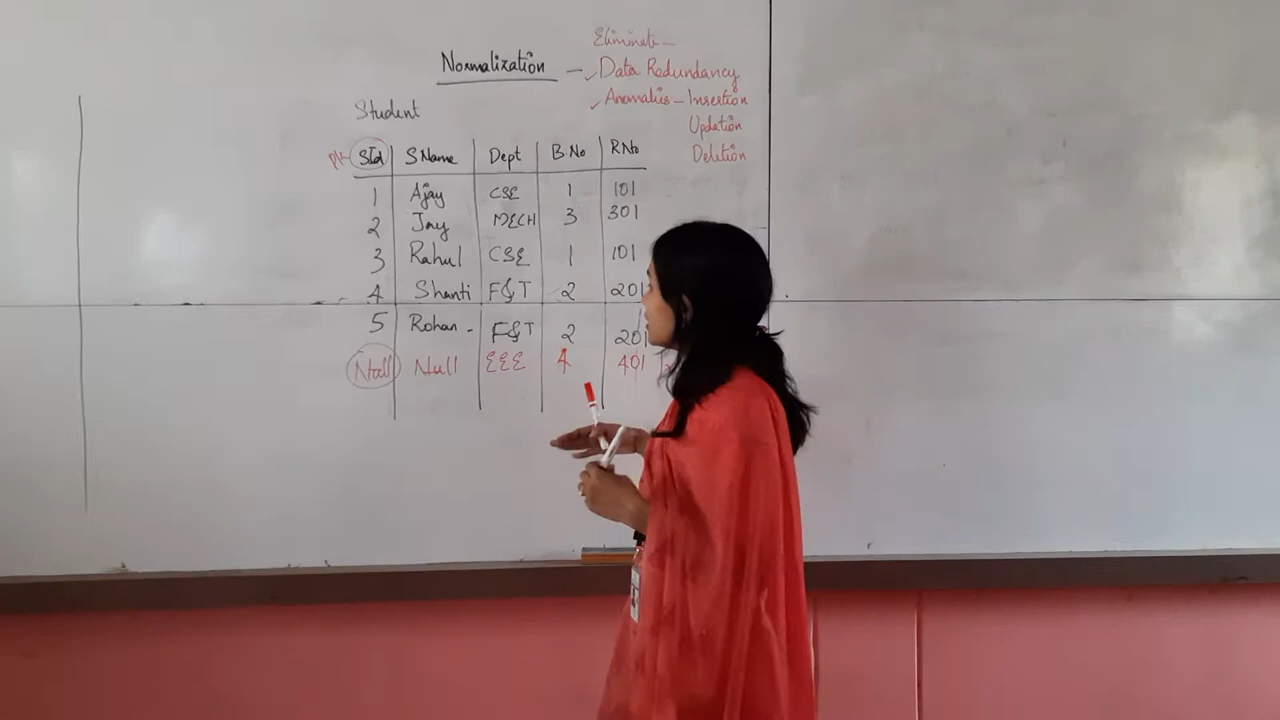 Eliminate -
Normalization - ✓ Data Redundancy
✓ Anomalies - Insertion
Updation
Deletion
Student
PK SId SName Dept B.No R.No
1 Ajay CSE 1 101
2 Jay MECH 3 301
3 Rahul CSE 1 101
4 Shanti F&T 2 201
5 Rohan - F&T 2 201
Null Null EEE 4 401